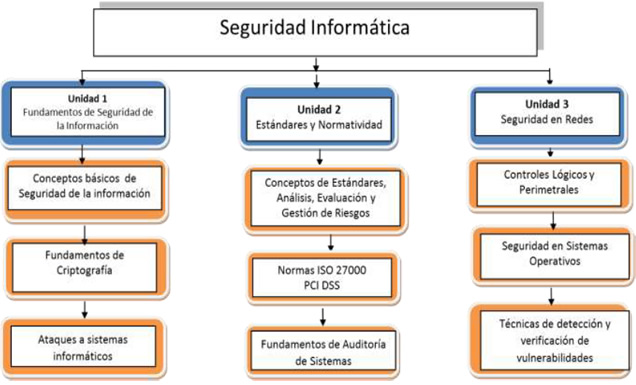 Seguridad Informática
Unidad 1
Fundamentos de Seguridad de
la Información
Conceptos básicos de
Seguridad de la información
Fundamentos de
Criptografía
Ataques a sistemas
informáticos
Unidad 2
Estándares y Normatividad
Conceptos de Estándares,
Análisis, Evaluación y
Gestión de Riesgos
Normas ISO 27000
PCI DSS
Fundamentos de Auditoría
de Sistemas
Unidad 3
Seguridad en Redes
Controles Lógicos y
Perimetrales
Seguridad en Sistemas
Operativos
Técnicas de detección y
verificación de
vulnerabilidades